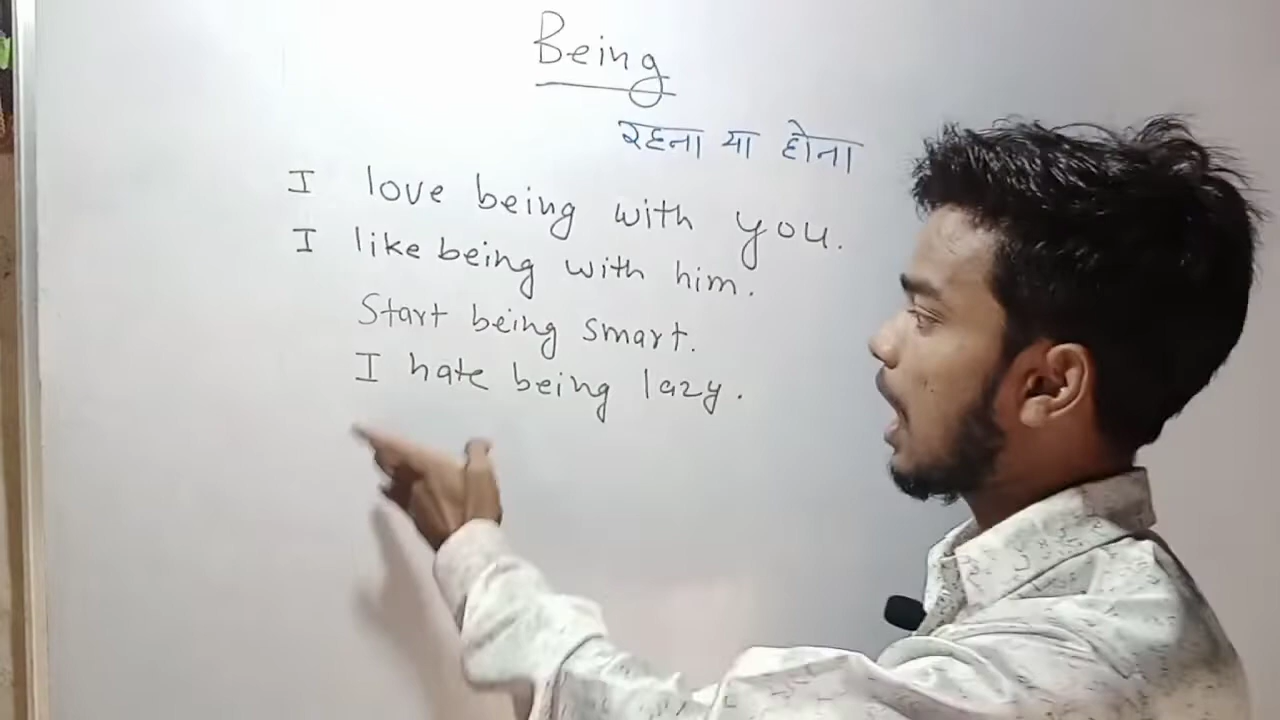 Being
रहना या होना
I love being with you.
I like being with him.
Start being smart.
I hate being lazy.